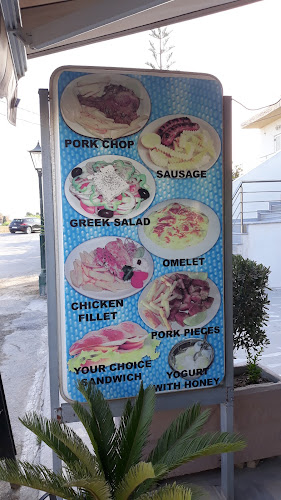 PORK CHOP
SAUSAGE
GREEK SALAD
OMELET
CHICKEN
FILLET
PORK PIECES
YOUR CHOICE
SANDWICH
YOGURT
WITH HONEY